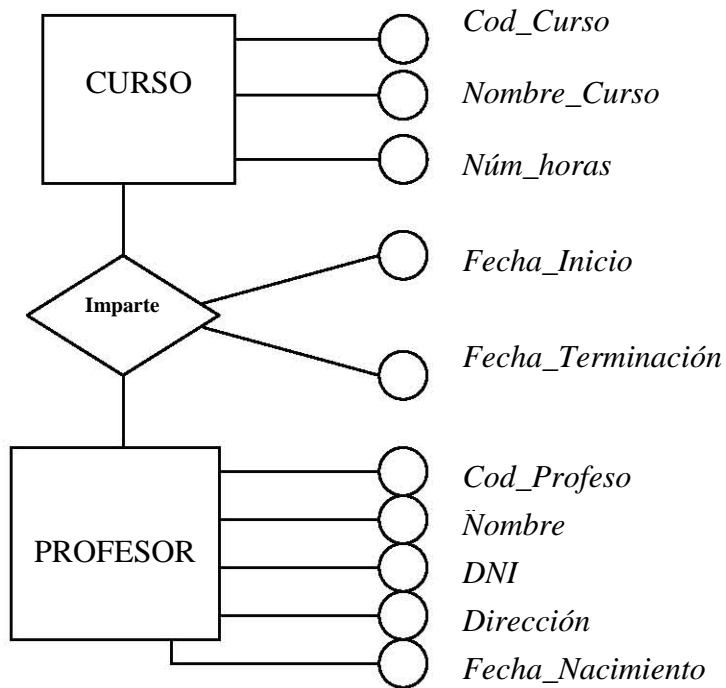 Cod_Curso
CURSO
Nombre_Curso
Núm_horas
Fecha_Inicio
Imparte
Fecha_Terminación
Cod_Profeso
Nombre
PROFESOR
DNI
Dirección
Fecha_Nacimiento